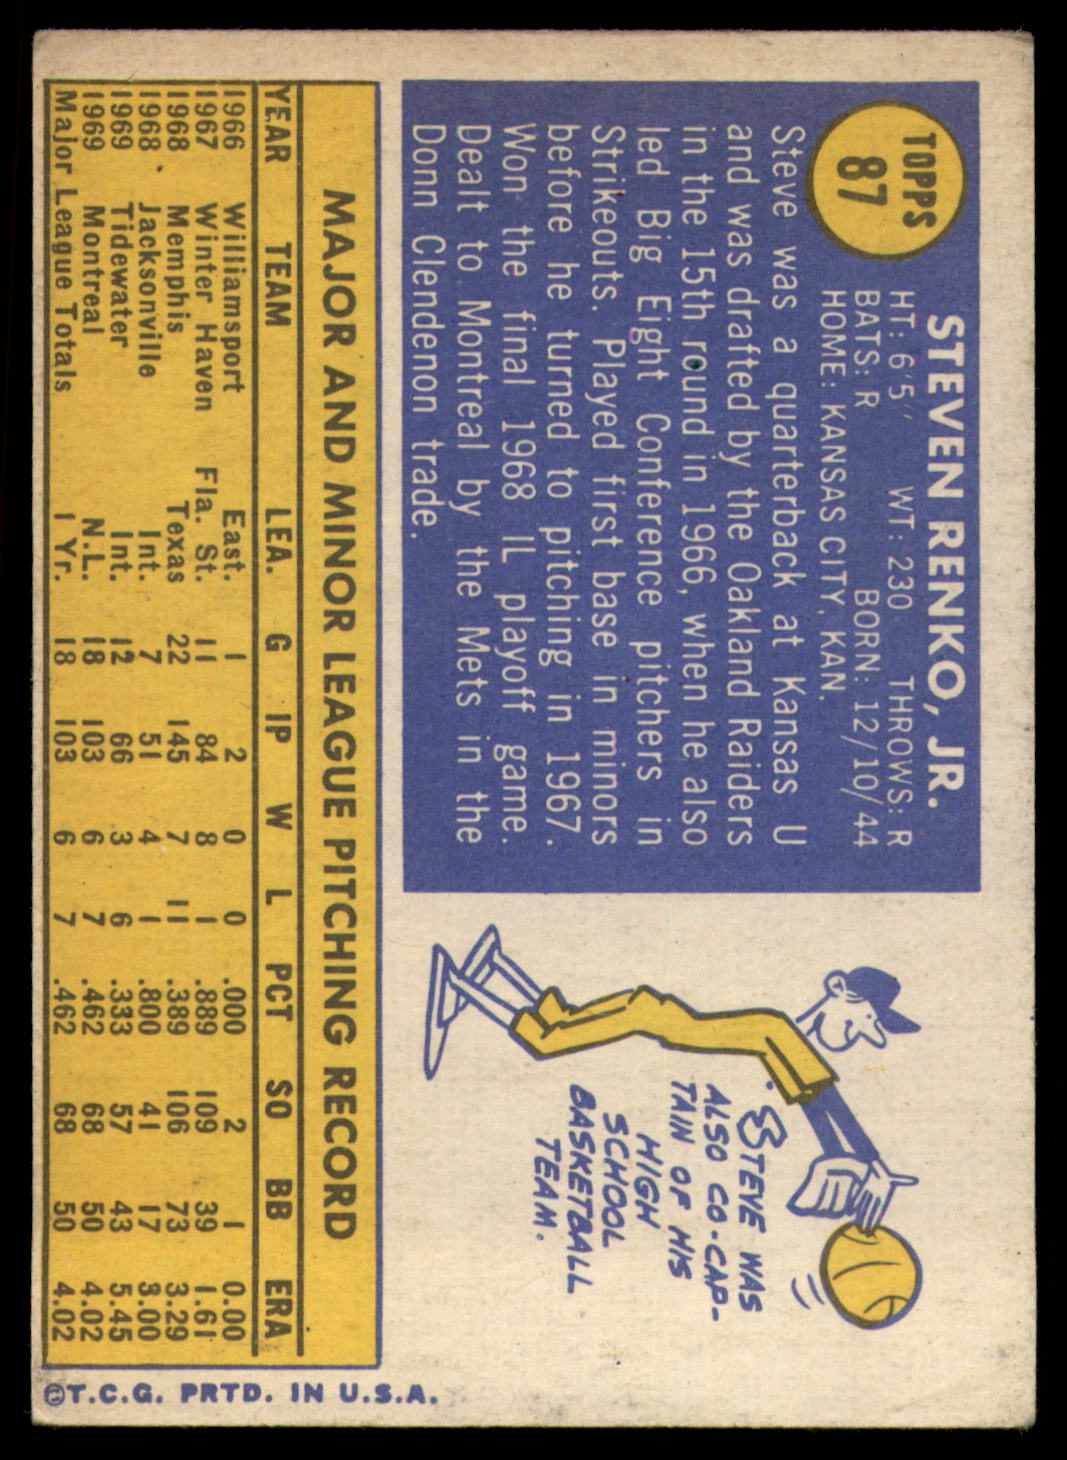 TOPPS
87
STEVEN RENKO, JR.
HT: 6'5" WT: 230 THROWS: R
BATS: R BORN: 12/10/44
HOME: KANSAS CITY, KAN.
Steve was a quarterback at Kansas U
and was drafted by the Oakland Raiders
in the 15th round in 1966, when he also
led Big Eight Conference pitchers in
Strikeouts. Played first base in minors
before he turned to pitching in 1967.
Won the final 1968 IL playoff game.
Dealt to Montreal by the Mets in the
Donn Clendenon trade.
STEVE WAS
ALSO CO-CAP-
TAIN OF HIS
HIGH
SCHOOL
BASKETBALL
TEAM.
MAJOR AND MINOR LEAGUE PITCHING RECORD
YEAR TEAM LEA. G IP W L PCT SO BB ERA
1966 Williamsport East. 1 2 0 0 .000 2 1 0.00
1967 Winter Haven Fla. St. 11 84 8 1 .889 109 39 1.61
1968 Memphis Texas 22 145 7 11 .389 106 73 3.29
1968 Jacksonville Int. 7 51 4 1 .800 41 17 3.00
1969 Tidewater Int. 12 66 3 6 .333 57 43 5.45
1969 Montreal N.L. 18 103 6 7 .462 68 50 4.02
Major League Totals 1 Yr. 18 103 6 7 .462 68 50 4.02
©T.C.G. PRTD. IN U.S.A.